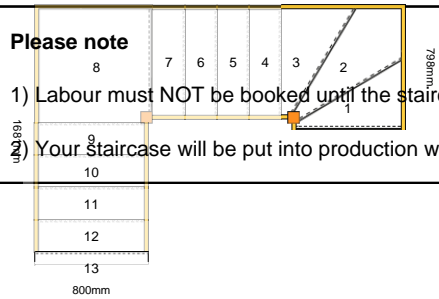 Please note
8 7 6 5 4 3 2 1
798mm
1) Labour must NOT be booked until the stairc
9
2) Your Staircase will be put into production w
10
11
12
13
800mm